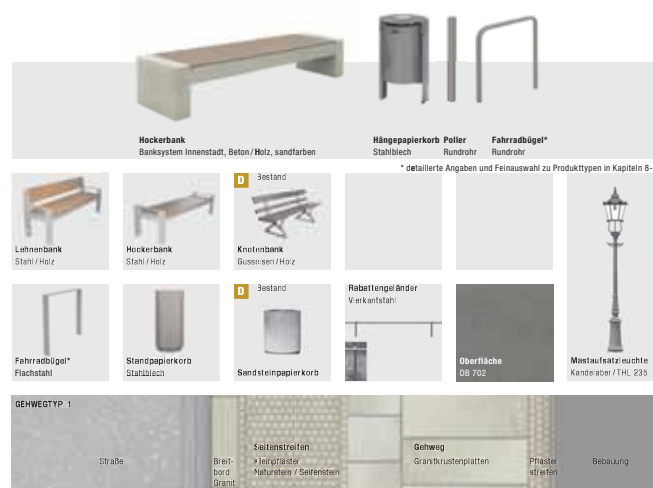 Hockerbank
Banksystem Innenstadt, Beton / Holz, sandfarben
Hängepapierkorb
Stahlblech
Poller
Rundrohr
Fahrradbügel*
Rundrohr
* detaillierte Angaben und Feinauswahl zu Produkttypen in Kapiteln 8-
Lehnenbank
Stahl / Holz
Hockerbank
Stahl / Holz
D Bestand
Knotenbank
Gusseisen / Holz
Fahrradbügel*
Flachstahl
Standpapierkorb
Stahlblech
D Bestand
Sandsteinpapierkorb
Rabattengeländer
Vierkantstahl
Oberfläche
DB 702
Mastaufsatzleuchte
Kandelaber / THL 235
GEHWEGTYP 1
Straße
Breit-
bord
Granit
Seitenstreifen
Kleinpflaster
Naturstein / Seifenstein
Gehweg
Granitkrustenplatten
Pflaster
streifen
Bebauung